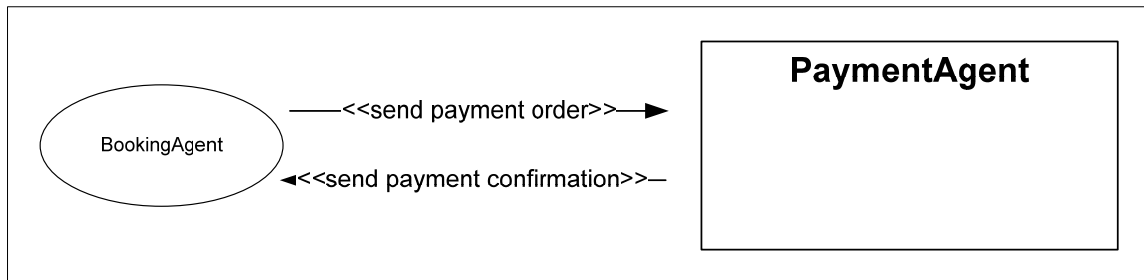 PaymentAgent
<<send payment order>>
BookingAgent
<<send payment confirmation>>